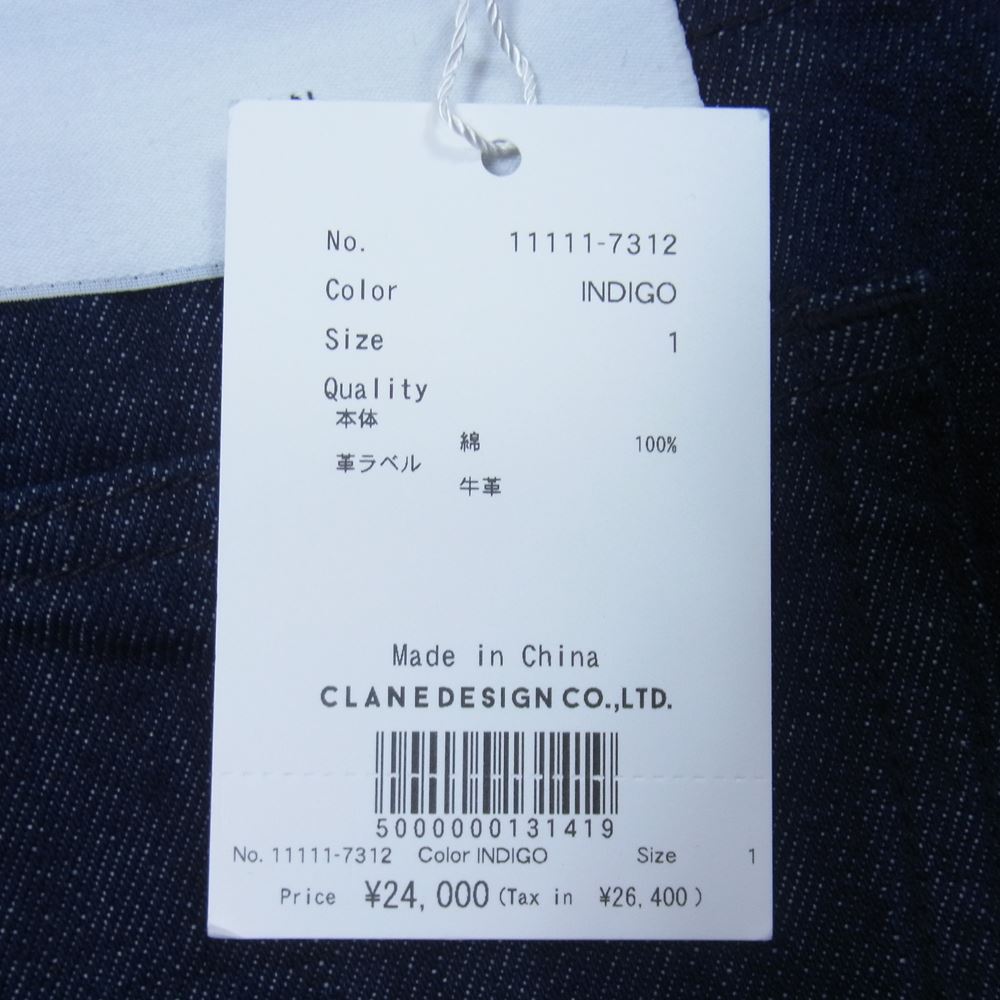 No. 11111-7312
Color INDIGO
Size 1
Quality
本体
綿 100%
革ラベル
牛革
Made in China
CLANE DESIGN CO.,LTD.
5000000131419
No. 11111-7312 Color INDIGO Size 1
Price ¥24,000 (Tax in ¥26,400)